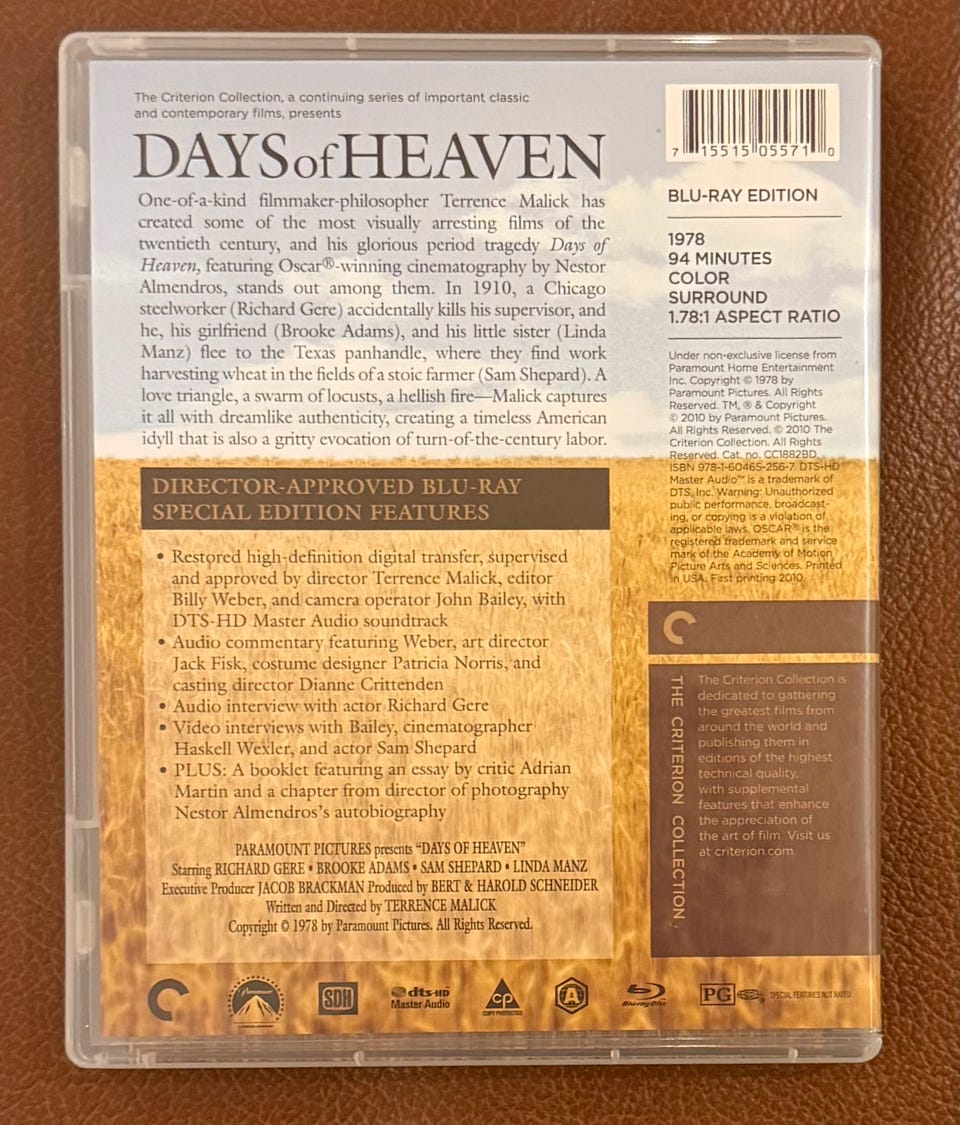 The Criterion Collection, a continuing series of important classic
and contemporary films, presents
DAYS of HEAVEN
One-of-a-kind filmmaker-philosopher Terrence Malick has
created some of the most visually arresting films of the
twentieth century, and his glorious period tragedy Days of
Heaven, featuring Oscar®-winning cinematography by Nestor
Almendros, stands out among them. In 1910, a Chicago
steelworker (Richard Gere) accidentally kills his supervisor, and
he, his girlfriend (Brooke Adams), and his little sister (Linda
Manz) flee to the Texas panhandle, where they find work
harvesting wheat in the fields of a stoic farmer (Sam Shepard). A
love triangle, a swarm of locusts, a hellish fire—Malick captures
it all with dreamlike authenticity, creating a timeless American
idyll that is also a gritty evocation of turn-of-the-century labor.
DIRECTOR-APPROVED BLU-RAY
SPECIAL EDITION FEATURES
• Restored high-definition digital transfer, supervised
and approved by director Terrence Malick, editor
Billy Weber, and camera operator John Bailey, with
DTS-HD Master Audio soundtrack
• Audio commentary featuring Weber, art director
Jack Fisk, costume designer Patricia Norris, and
casting director Dianne Crittenden
• Audio interview with actor Richard Gere
• Video interviews with Bailey, cinematographer
Haskell Wexler, and actor Sam Shepard
• PLUS: A booklet featuring an essay by critic Adrian
Martin and a chapter from director of photography
Nestor Almendros's autobiography
PARAMOUNT PICTURES presents "DAYS OF HEAVEN"
Starring RICHARD GERE • BROOKE ADAMS • SAM SHEPARD • LINDA MANZ
Executive Producer JACOB BRACKMAN Produced by BERT & HAROLD SCHNEIDER
Written and Directed by TERRENCE MALICK
Copyright © 1978 by Paramount Pictures. All Rights Reserved.
7 15515 05571 0
BLU-RAY EDITION
1978
94 MINUTES
COLOR
SURROUND
1.78:1 ASPECT RATIO
Under non-exclusive license from
Paramount Home Entertainment
Inc. Copyright © 1978 by
Paramount Pictures. All Rights
Reserved. TM, ® & Copyright
© 2010 by Paramount Pictures.
All Rights Reserved. © 2010 The
Criterion Collection. All Rights
Reserved. Cat. no. CC1882BD.
ISBN 978-1-60465-256-7. DTS-HD
Master Audio™ is a trademark of
DTS, Inc. Warning: Unauthorized
public performance, broadcast-
ing, or copying is a violation of
applicable laws. OSCAR® is the
registered trademark and service
mark of the Academy of Motion
Picture Arts and Sciences. Printed
in USA. First printing 2010.
THE CRITERION COLLECTION
The Criterion Collection is
dedicated to gathering
the greatest films from
around the world and
publishing them in
editions of the highest
technical quality,
with supplemental
features that enhance
the appreciation of
the art of film. Visit us
at criterion.com.
Paramount
SDH
dts-HD
Master Audio
CP
COPY PROTECTED
A
Blu-ray Disc
PG
SPECIAL FEATURES NOT RATED